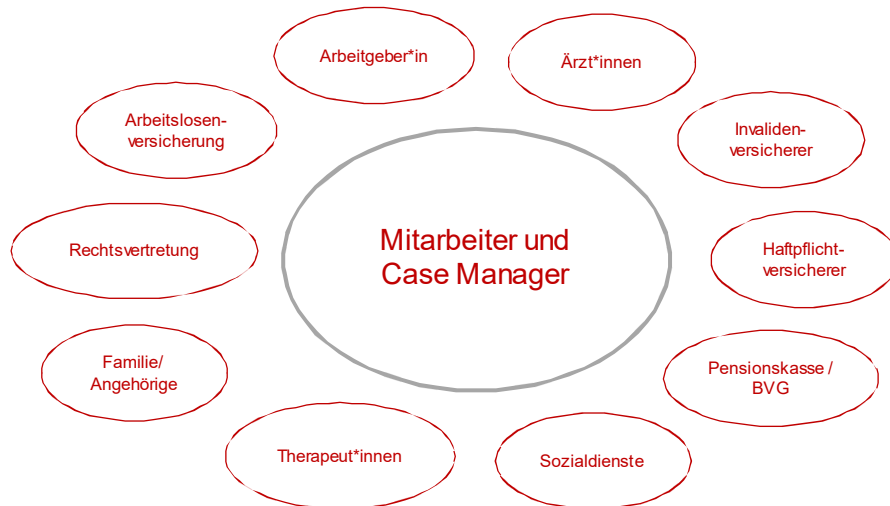 Arbeitgeber*in
Ärzt*innen
Arbeitslosen-
versicherung
Invaliden-
versicherer
Mitarbeiter und
Case Manager
Rechtsvertretung
Haftpflicht-
versicherer
Familie/
Angehörige
Pensionskasse /
BVG
Therapeut*innen
Sozialdienste